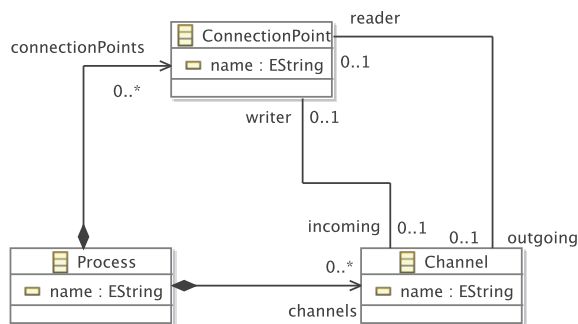 reader
connectionPoints
ConnectionPoint
name : EString
0..1
0..*
writer
0..1
incoming
0..1
0..1
outgoing
Process
name : EString
0..*
channels
Channel
name : EString